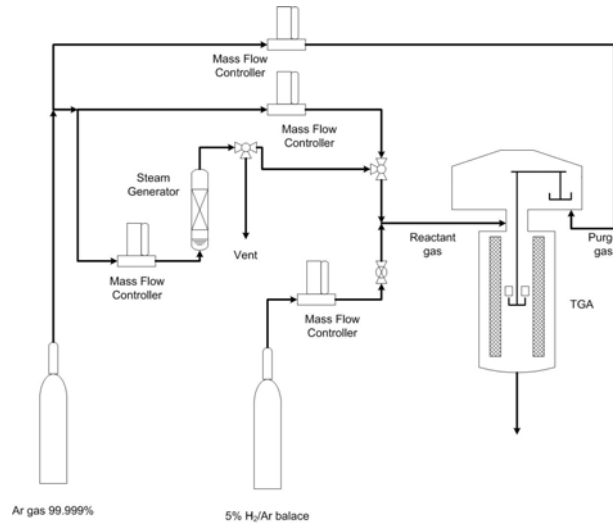 Mass Flow
Controller
Mass Flow
Controller
Steam
Generator
Vent
Mass Flow
Controller
Reactant
gas
Purge
gas
TGA
Mass Flow
Controller
Ar gas 99.999%
5% H₂/Ar balace